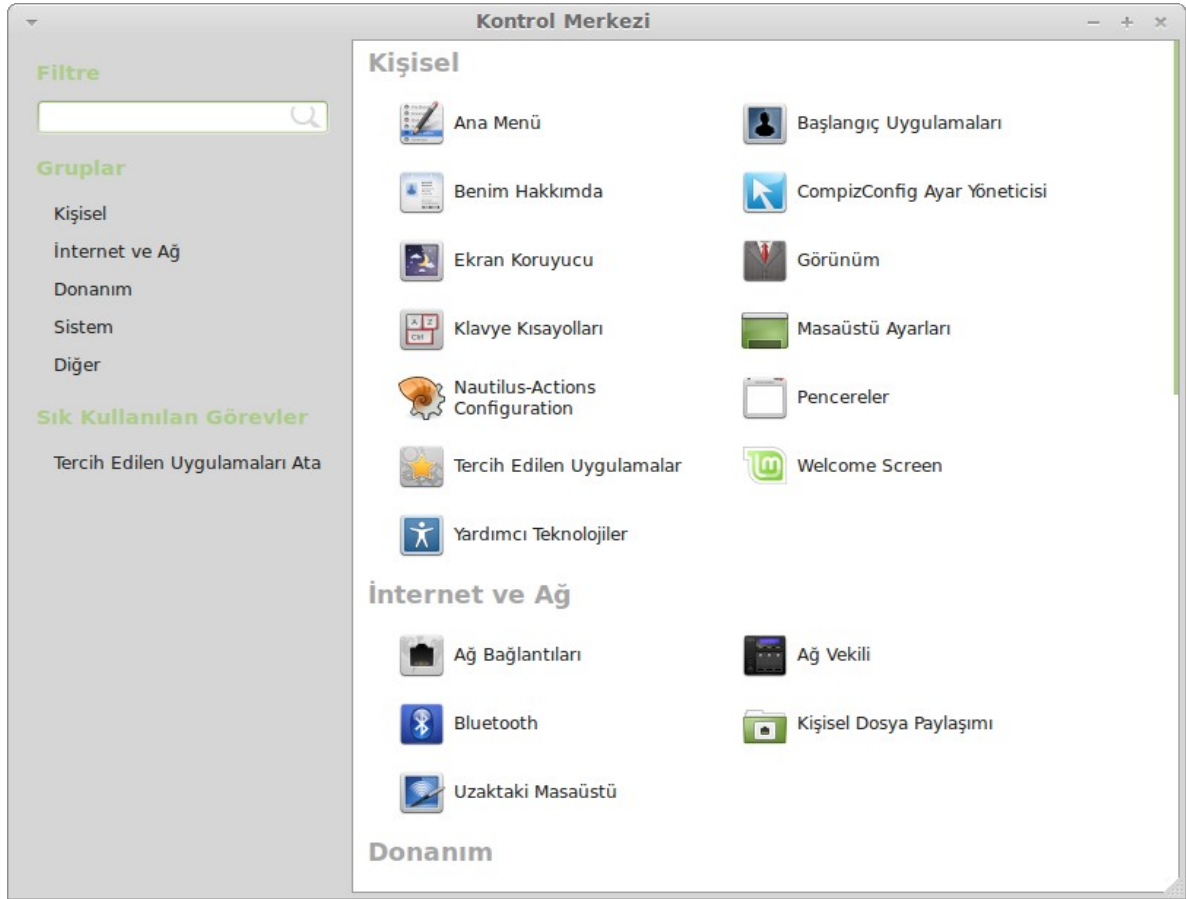 Kontrol Merkezi
Filtre
Gruplar
Kişisel
İnternet ve Ağ
Donanım
Sistem
Diğer
Sık Kullanılan Görevler
Tercih Edilen Uygulamaları Ata
Kişisel
Ana Menü
Başlangıç Uygulamaları
Benim Hakkımda
CompizConfig Ayar Yöneticisi
Ekran Koruyucu
Görünüm
Klavye Kısayolları
Masaüstü Ayarları
Nautilus-Actions
Configuration
Pencereler
Tercih Edilen Uygulamalar
Welcome Screen
Yardımcı Teknolojiler
İnternet ve Ağ
Ağ Bağlantıları
Ağ Vekili
Bluetooth
Kişisel Dosya Paylaşımı
Uzaktaki Masaüstü
Donanım